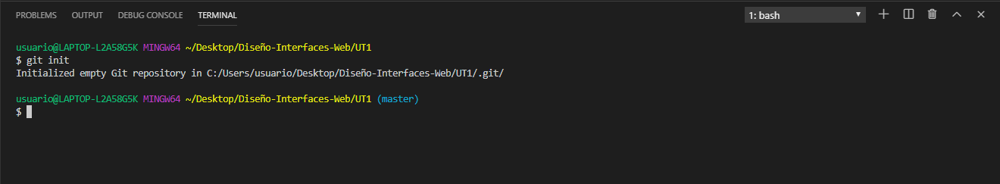 PROBLEMS OUTPUT DEBUG CONSOLE TERMINAL 1: bash
usuario@LAPTOP-L2A58G5K MINGW64 ~/Desktop/Diseño-Interfaces-Web/UT1
$ git init
Initialized empty Git repository in C:/Users/usuario/Desktop/Diseño-Interfaces-Web/UT1/.git/
usuario@LAPTOP-L2A58G5K MINGW64 ~/Desktop/Diseño-Interfaces-Web/UT1 (master)
$